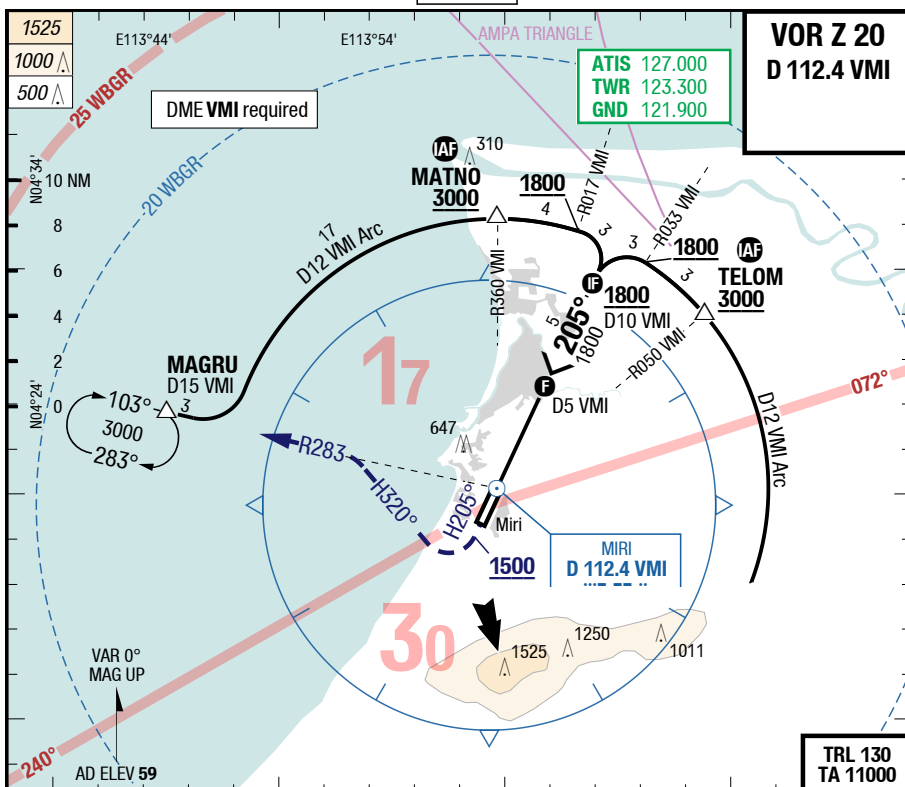 1525
1000
500
E113°44'
E113°54'
AMPA TRIANGLE
VOR Z 20
D 112.4 VMI
ATIS 127.000
TWR 123.300
GND 121.900
25 WBGR
20 WBGR
DME VMI required
N04°34'
10 NM
8
6
4
2
0
N04°24'
IAF
MATNO
3000
310
1800
4
R017 VMI
3
3
R033 VMI
1800
3
IAF
TELOM
3000
17
D12 VMI Arc
R360 VMI
IF
1800
D10 VMI
5
205°
1800
R050 VMI
F
D5 VMI
MAGRU
D15 VMI
3
103°
3000
283°
17
072°
D12 VMI Arc
647
R283
H320°
H205°
Miri
1500
MIRI
D 112.4 VMI
30
1525
1250
1011
VAR 0°
MAG UP
240°
AD ELEV 59
TRL 130
TA 11000